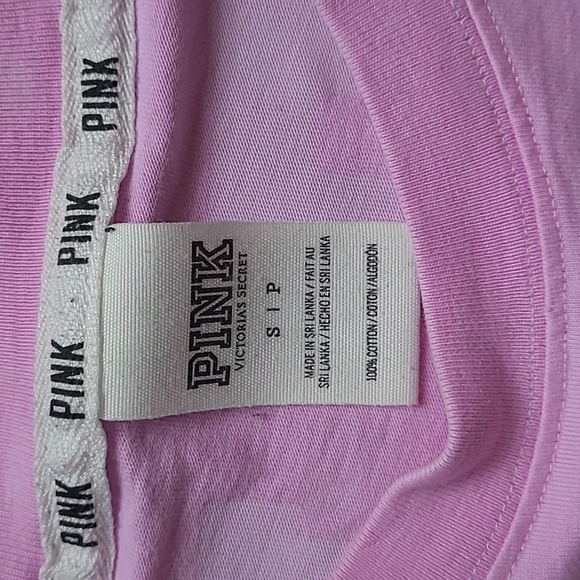 PINK
PINK
PINK
PINK
PINK
VICTORIA'S SECRET
S | P
MADE IN SRI LANKA / FAIT AU
SRI LANKA / HECHO EN SRI LANKA
100% COTTON / COTON / ALGODÓN